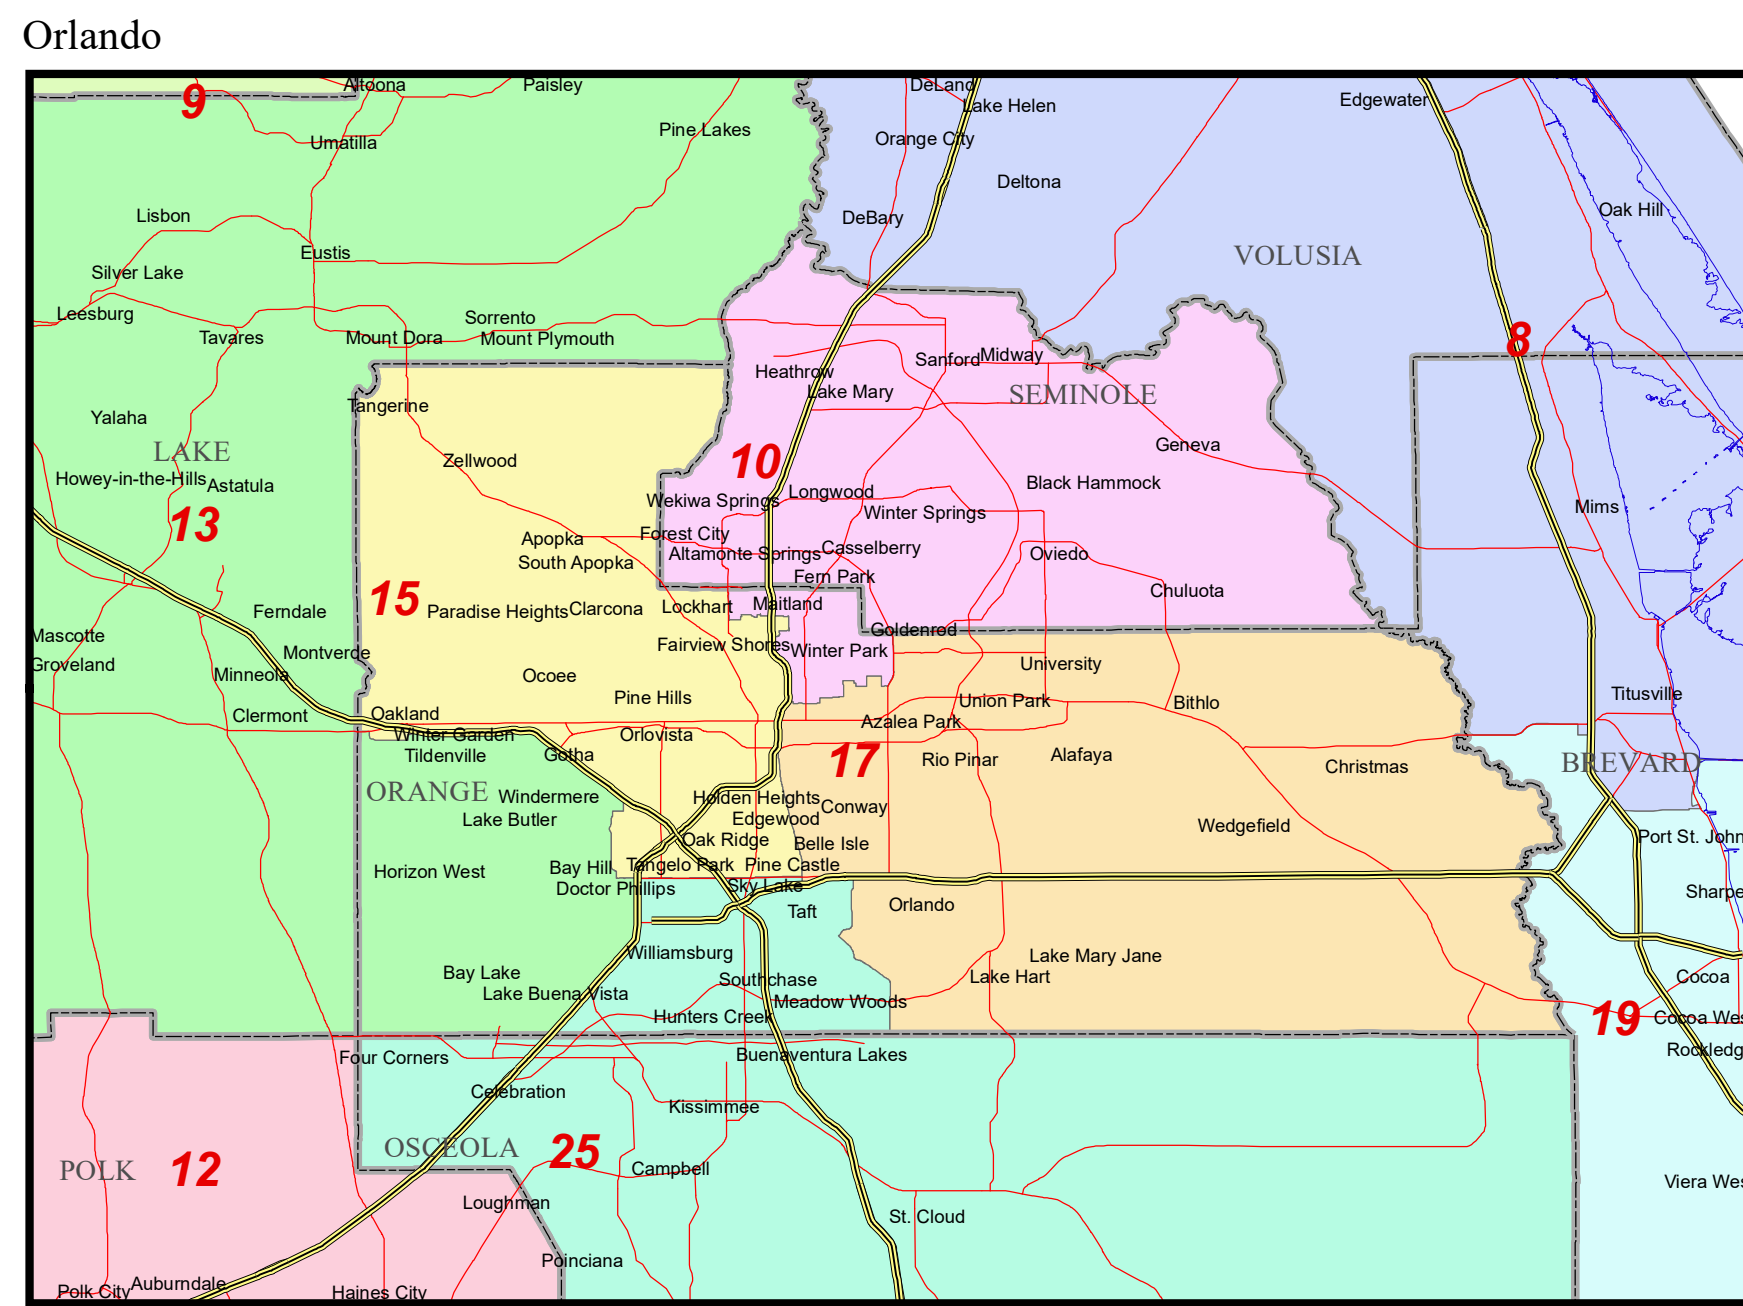 Orlando
Altoona
Paisley
DeLand
9
Lake Helen
Edgewater
Pine Lakes
Umatilla
Orange City
Deltona
Lisbon
DeBary
Oak Hill
Eustis
VOLUSIA
Silver Lake
Leesburg
Sorrento
Tavares
Mount Dora
Mount Plymouth
8
Sanford
Midway
Heathrow
Lake Mary
SEMINOLE
Tangerine
Yalaha
LAKE
Zellwood
10
Geneva
Howey-in-the-Hills
Astatula
Black Hammock
Wekiwa Springs
Longwood
Winter Springs
Mims
13
Forest City
Apopka
Altamonte Springs
Casselberry
Oviedo
South Apopka
Fern Park
Chuluota
15
Ferndale
Paradise Heights
Clarcona
Lockhart
Maitland
Goldenrod
Mascotte
Fairview Shores
Winter Park
Montverde
Groveland
University
Minneola
Ocoee
Pine Hills
Union Park
Bithlo
Titusville
Clermont
Oakland
Azalea Park
Winter Garden
Orlovista
Tildenville
Gotha
17
Rio Pinar
Alafaya
Christmas
BREVARD
ORANGE
Windermere
Holden Heights
Conway
Lake Butler
Edgewood
Wedgefield
Oak Ridge
Belle Isle
Port St. John
Horizon West
Bay Hill
Tangelo Park
Pine Castle
Doctor Phillips
Sky Lake
Sharpe
Taft
Orlando
Williamsburg
Lake Mary Jane
Bay Lake
Southchase
Lake Hart
Cocoa
Lake Buena Vista
Meadow Woods
Hunters Creek
19
Cocoa Wes
Four Corners
Buenaventura Lakes
Rockledg
Celebration
Kissimmee
OSCEOLA
25
POLK
12
Campbell
Viera Wes
Loughman
St. Cloud
Poinciana
Polk City
Auburndale
Haines City